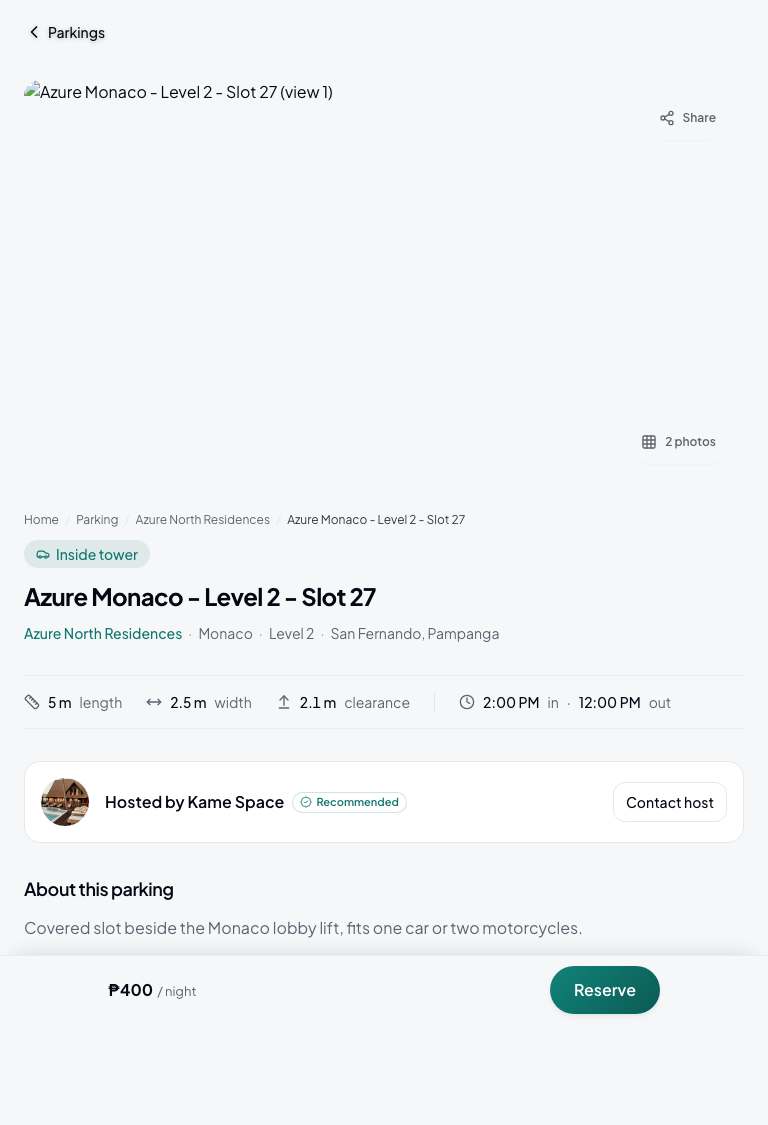 Parkings
Azure Monaco - Level 2 - Slot 27 (view 1)
Share
2 photos
Home / Parking / Azure North Residences / Azure Monaco - Level 2 - Slot 27
Inside tower
Azure Monaco - Level 2 - Slot 27
Azure North Residences · Monaco · Level 2 · San Fernando, Pampanga
5 m length 2.5 m width 2.1 m clearance 2:00 PM in · 12:00 PM out
Hosted by Kame Space Recommended Contact host
About this parking
Covered slot beside the Monaco lobby lift, fits one car or two motorcycles.
₱400 / night Reserve